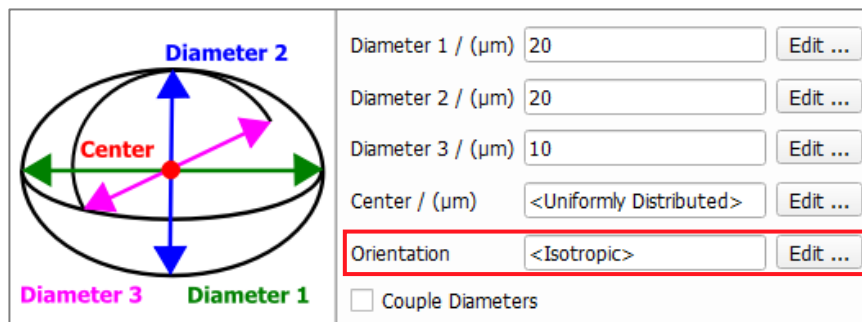 Diameter 2
Center
Diameter 3
Diameter 1
Diameter 1 / (µm) 20 Edit ...
Diameter 2 / (µm) 20 Edit ...
Diameter 3 / (µm) 10 Edit ...
Center / (µm) <Uniformly Distributed> Edit ...
Orientation <Isotropic> Edit ...
Couple Diameters